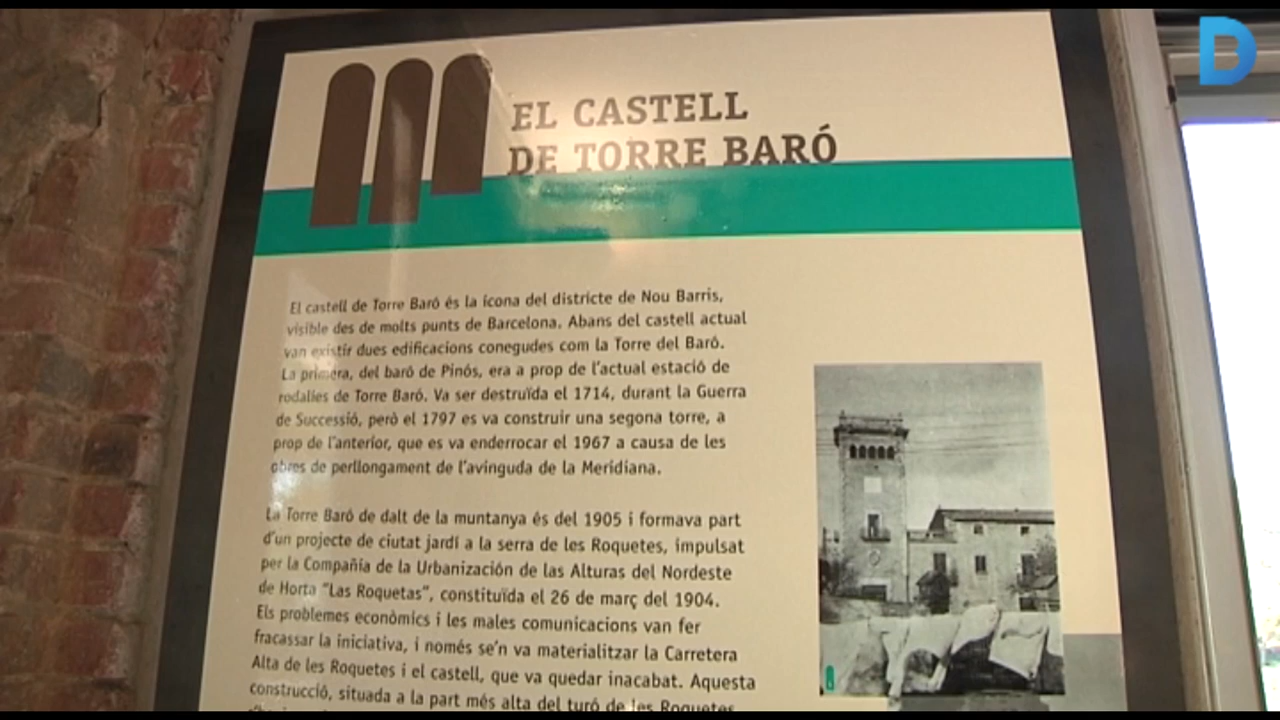 D
EL CASTELL
DE TORRE BARÓ
El castell de Torre Baró és la icona del districte de Nou Barris,
visible des de molts punts de Barcelona. Abans del castell actual
van existir dues edificacions conegudes com la Torre del Baró.
La primera, del baró de Pinós, era a prop de l'actual estació de
rodalies de Torre Baró. Va ser destruïda el 1714, durant la Guerra
de Successió, però el 1797 es va construir una segona torre, a
prop de l'anterior, que es va enderrocar el 1967 a causa de les
obres de perllongament de l'avinguda de la Meridiana.
La Torre Baró de dalt de la muntanya és del 1905 i formava part
d'un projecte de ciutat jardí a la serra de les Roquetes, impulsat
per la Compañía de la Urbanización de las Alturas del Nordeste
de Horta "Las Roquetas", constituïda el 26 de març del 1904.
Els problemes econòmics i les males comunicacions van fer
fracassar la iniciativa, i només se'n va materialitzar la Carretera
Alta de les Roquetes i el castell, que va quedar inacabat. Aquesta
construcció, situada a la part més alta del turó de les Roquetes,